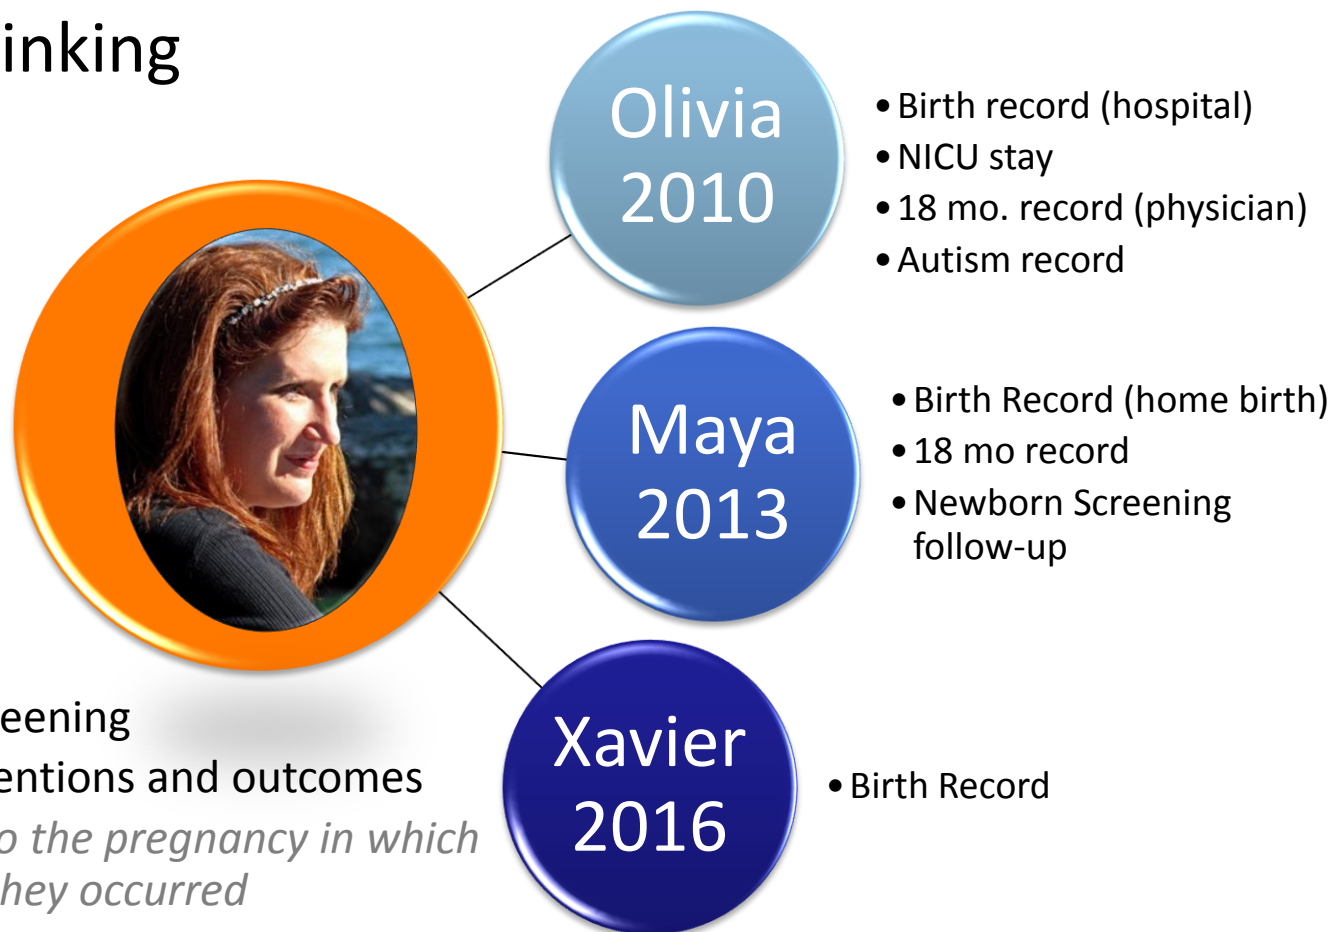 inking
Olivia
2010
• Birth record (hospital)
• NICU stay
• 18 mo. record (physician)
• Autism record
Maya
2013
• Birth Record (home birth)
• 18 mo record
• Newborn Screening
follow-up
Xavier
2016
• Birth Record
eening
entions and outcomes
o the pregnancy in which
hey occurred